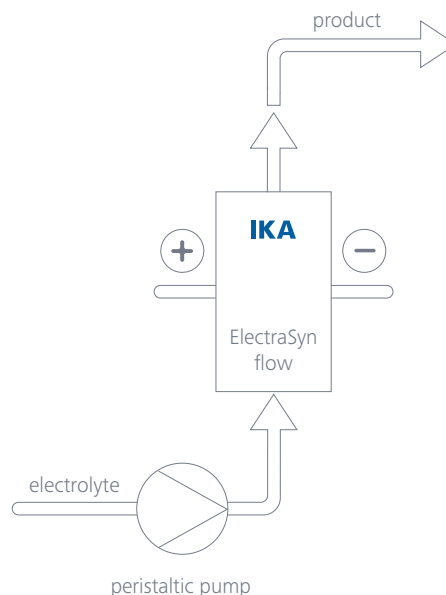 product
+
−
IKA
ElectraSyn
flow
electrolyte
peristaltic pump